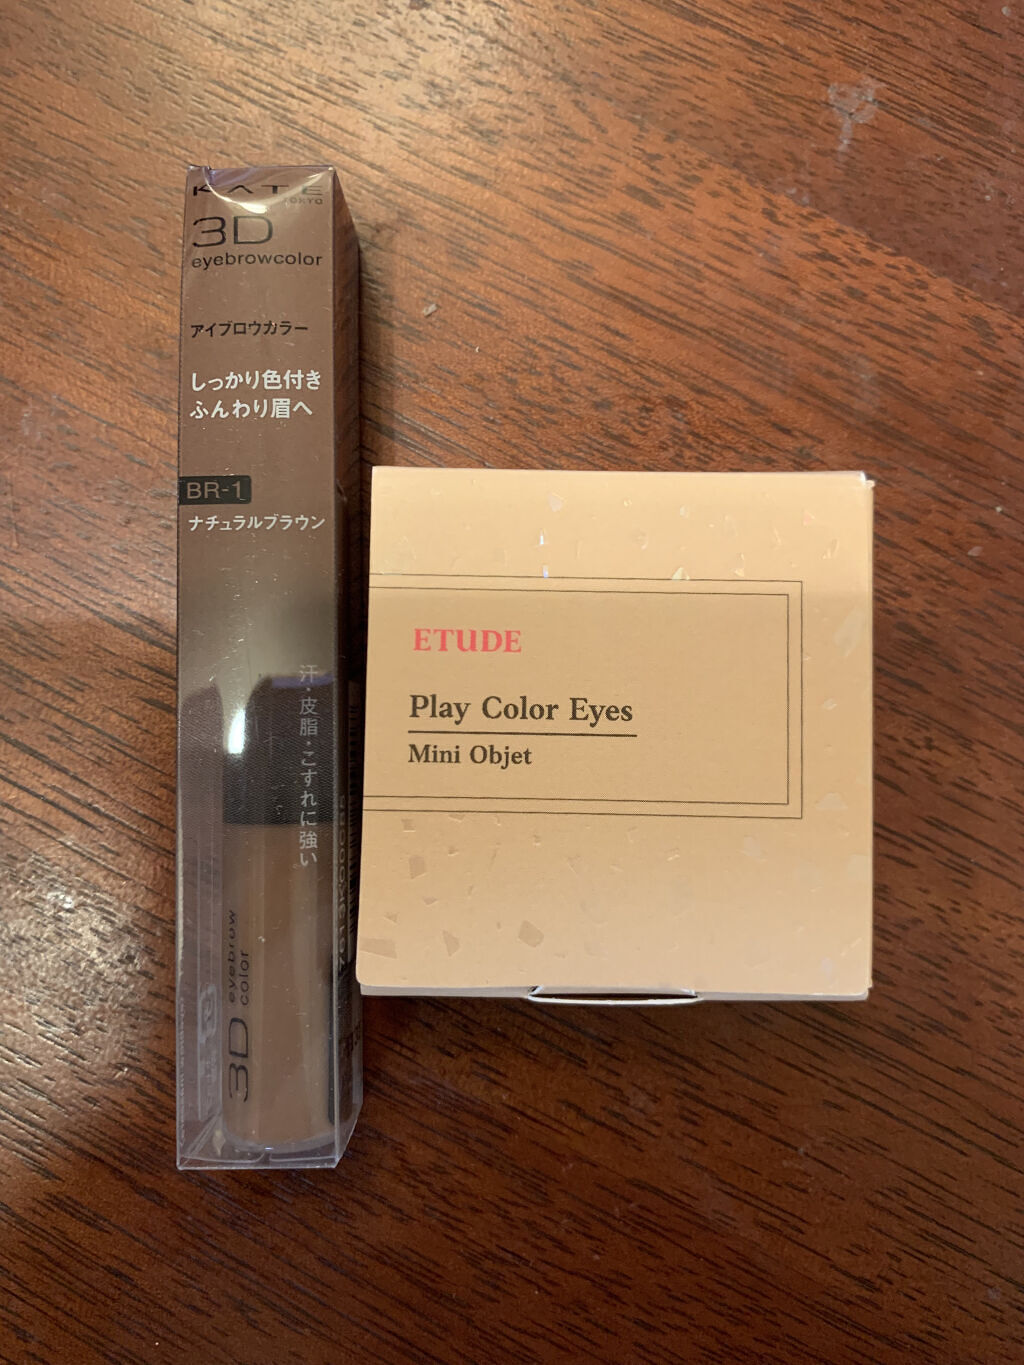 KATE
TOKYO
3D
eyebrowcolor
アイブロウカラー
しっかり色付き
ふんわり眉へ
BR-1
ナチュラルブラウン
汗・皮脂・こすれに強い
3D eyebrow
color
ETUDE
Play Color Eyes
Mini Objet